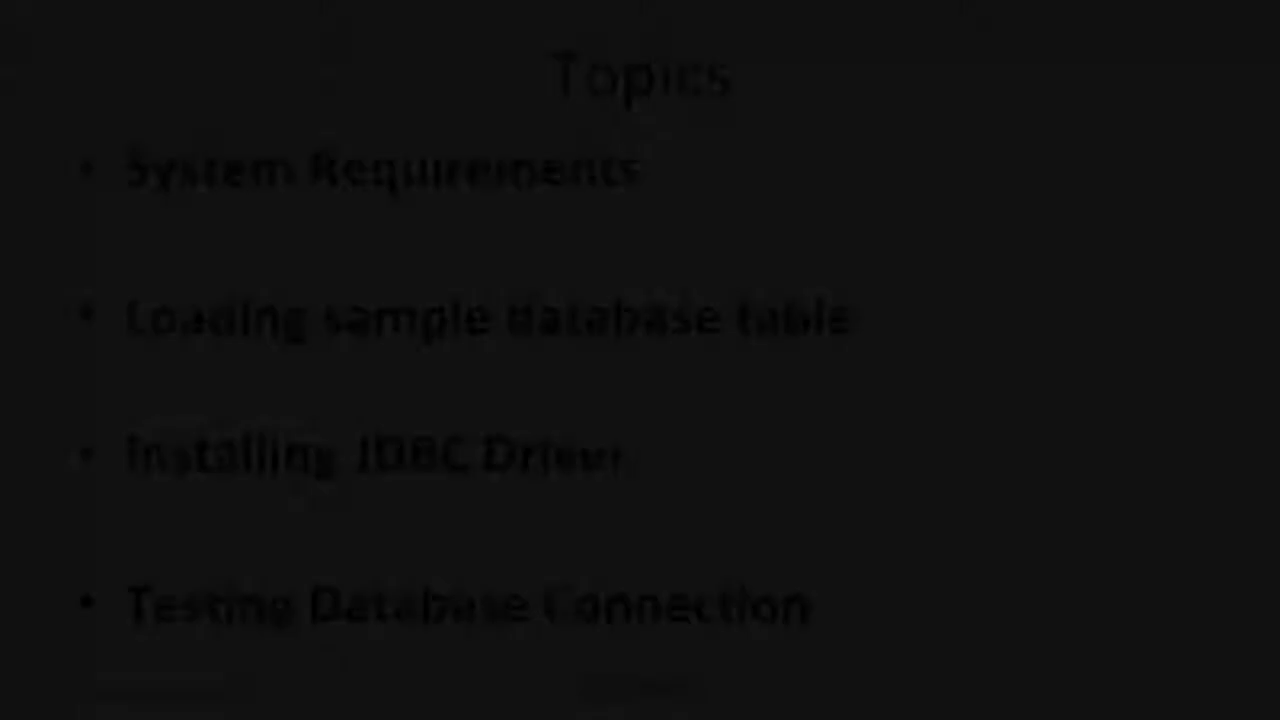 Topics
• System Requirements
• Loading sample database table
• Installing JDBC Driver
• Testing Database Connection